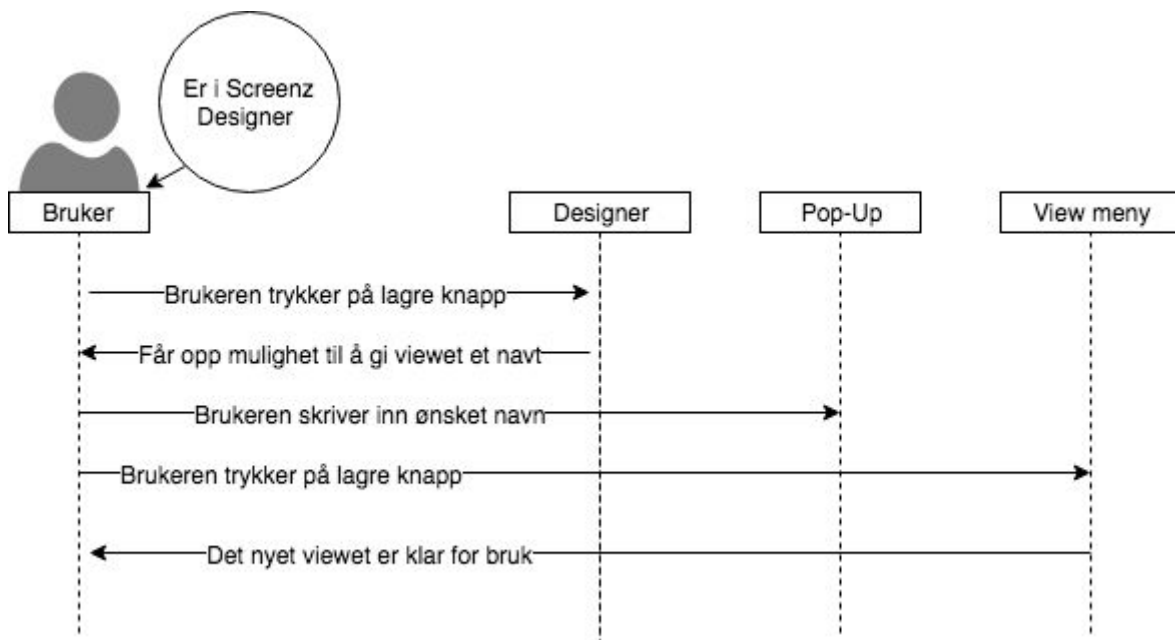 Er i Screenz
Designer
Bruker
Designer
Pop-Up
View meny
Brukeren trykker på lagre knapp
Får opp mulighet til å gi viewet et navt
Brukeren skriver inn ønsket navn
Brukeren trykker på lagre knapp
Det nyet viewet er klar for bruk